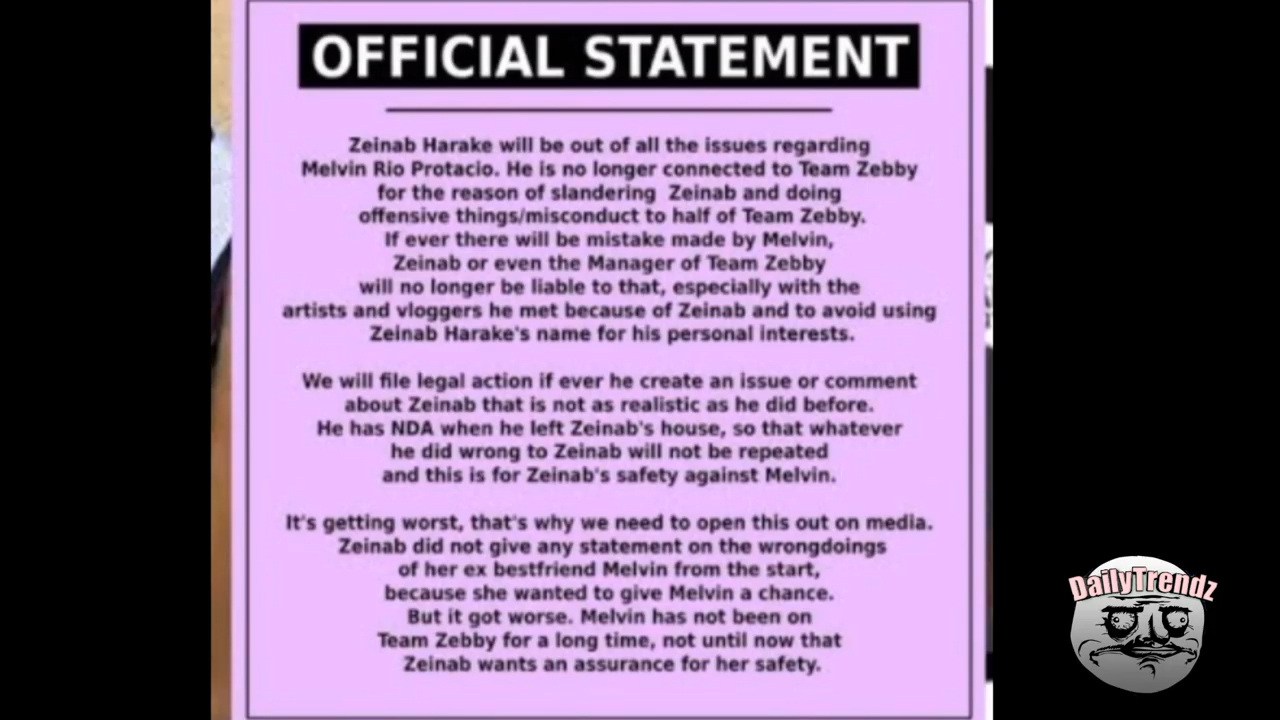 OFFICIAL STATEMENT
Zeinab Harake will be out of all the issues regarding
Melvin Rio Protacio. He is no longer connected to Team Zebby
for the reason of slandering Zeinab and doing
offensive things/misconduct to half of Team Zebby.
If ever there will be mistake made by Melvin,
Zeinab or even the Manager of Team Zebby
will no longer be liable to that, especially with the
artists and vloggers he met because of Zeinab and to avoid using
Zeinab Harake's name for his personal interests.
We will file legal action if ever he create an issue or comment
about Zeinab that is not as realistic as he did before.
He has NDA when he left Zeinab's house, so that whatever
he did wrong to Zeinab will not be repeated
and this is for Zeinab's safety against Melvin.
It's getting worst, that's why we need to open this out on media.
Zeinab did not give any statement on the wrongdoings
of her ex bestfriend Melvin from the start,
because she wanted to give Melvin a chance.
But it got worse. Melvin has not been on
Team Zebby for a long time, not until now that
Zeinab wants an assurance for her safety.
DailyTrendz